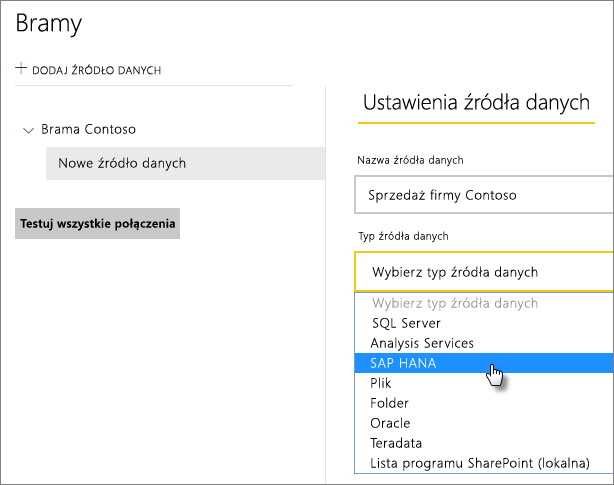 Bramy
DODAJ ŹRÓDŁO DANYCH
Brama Contoso
Nowe źródło danych
Testuj wszystkie połączenia
Ustawienia źródła danych
Nazwa źródła danych
Sprzedaż firmy Contoso
Typ źródła danych
Wybierz typ źródła danych
Wybierz typ źródła danych
SQL Server
Analysis Services
SAP HANA
Plik
Folder
Oracle
Teradata
Lista programu SharePoint (lokalna)